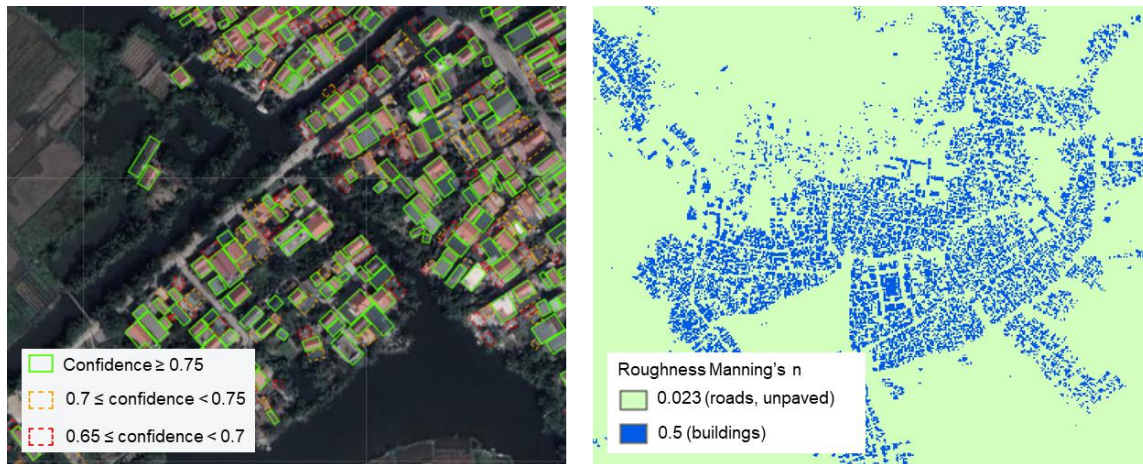 Confidence ≥ 0.75
0.7 ≤ confidence < 0.75
0.65 ≤ confidence < 0.7
Roughness Manning's n
0.023 (roads, unpaved)
0.5 (buildings)